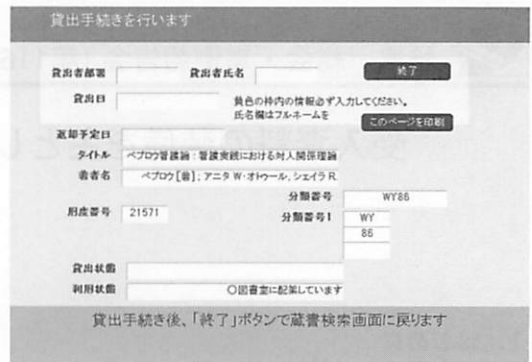 貸出手続きを行います
貸出者部署 貸出者氏名 終了
貸出日 黄色の枠内の情報必ず入力してください。
氏名欄はフルネームを
このページを印刷
返却予定日
タイトル ペプロウ看護論:看護実践における対人関係理論
著者名 ペプロウ[著];アニタ W・オトゥール,シェイラ R.
分類番号 WY86
用度番号 21571 分類番号1 WY
86
貸出状態
利用状態 〇図書室に配架しています
貸出手続き後、「終了」ボタンで蔵書検索画面に戻ります